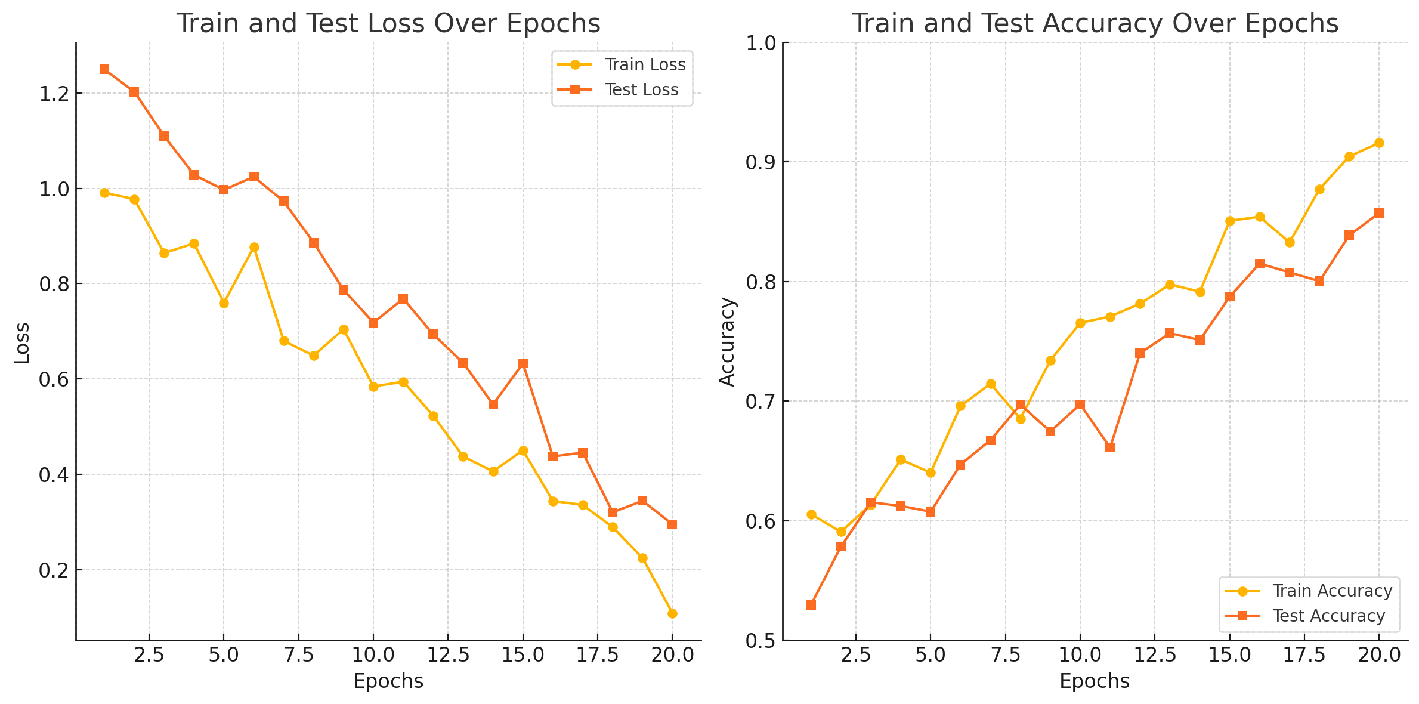 Train and Test Loss Over Epochs
Train Loss
Test Loss
Loss
1.2
1.0
0.8
0.6
0.4
0.2
2.5 5.0 7.5 10.0 12.5 15.0 17.5 20.0
Epochs
Train and Test Accuracy Over Epochs
Accuracy
1.0
0.9
0.8
0.7
0.6
0.5
Train Accuracy
Test Accuracy
2.5 5.0 7.5 10.0 12.5 15.0 17.5 20.0
Epochs